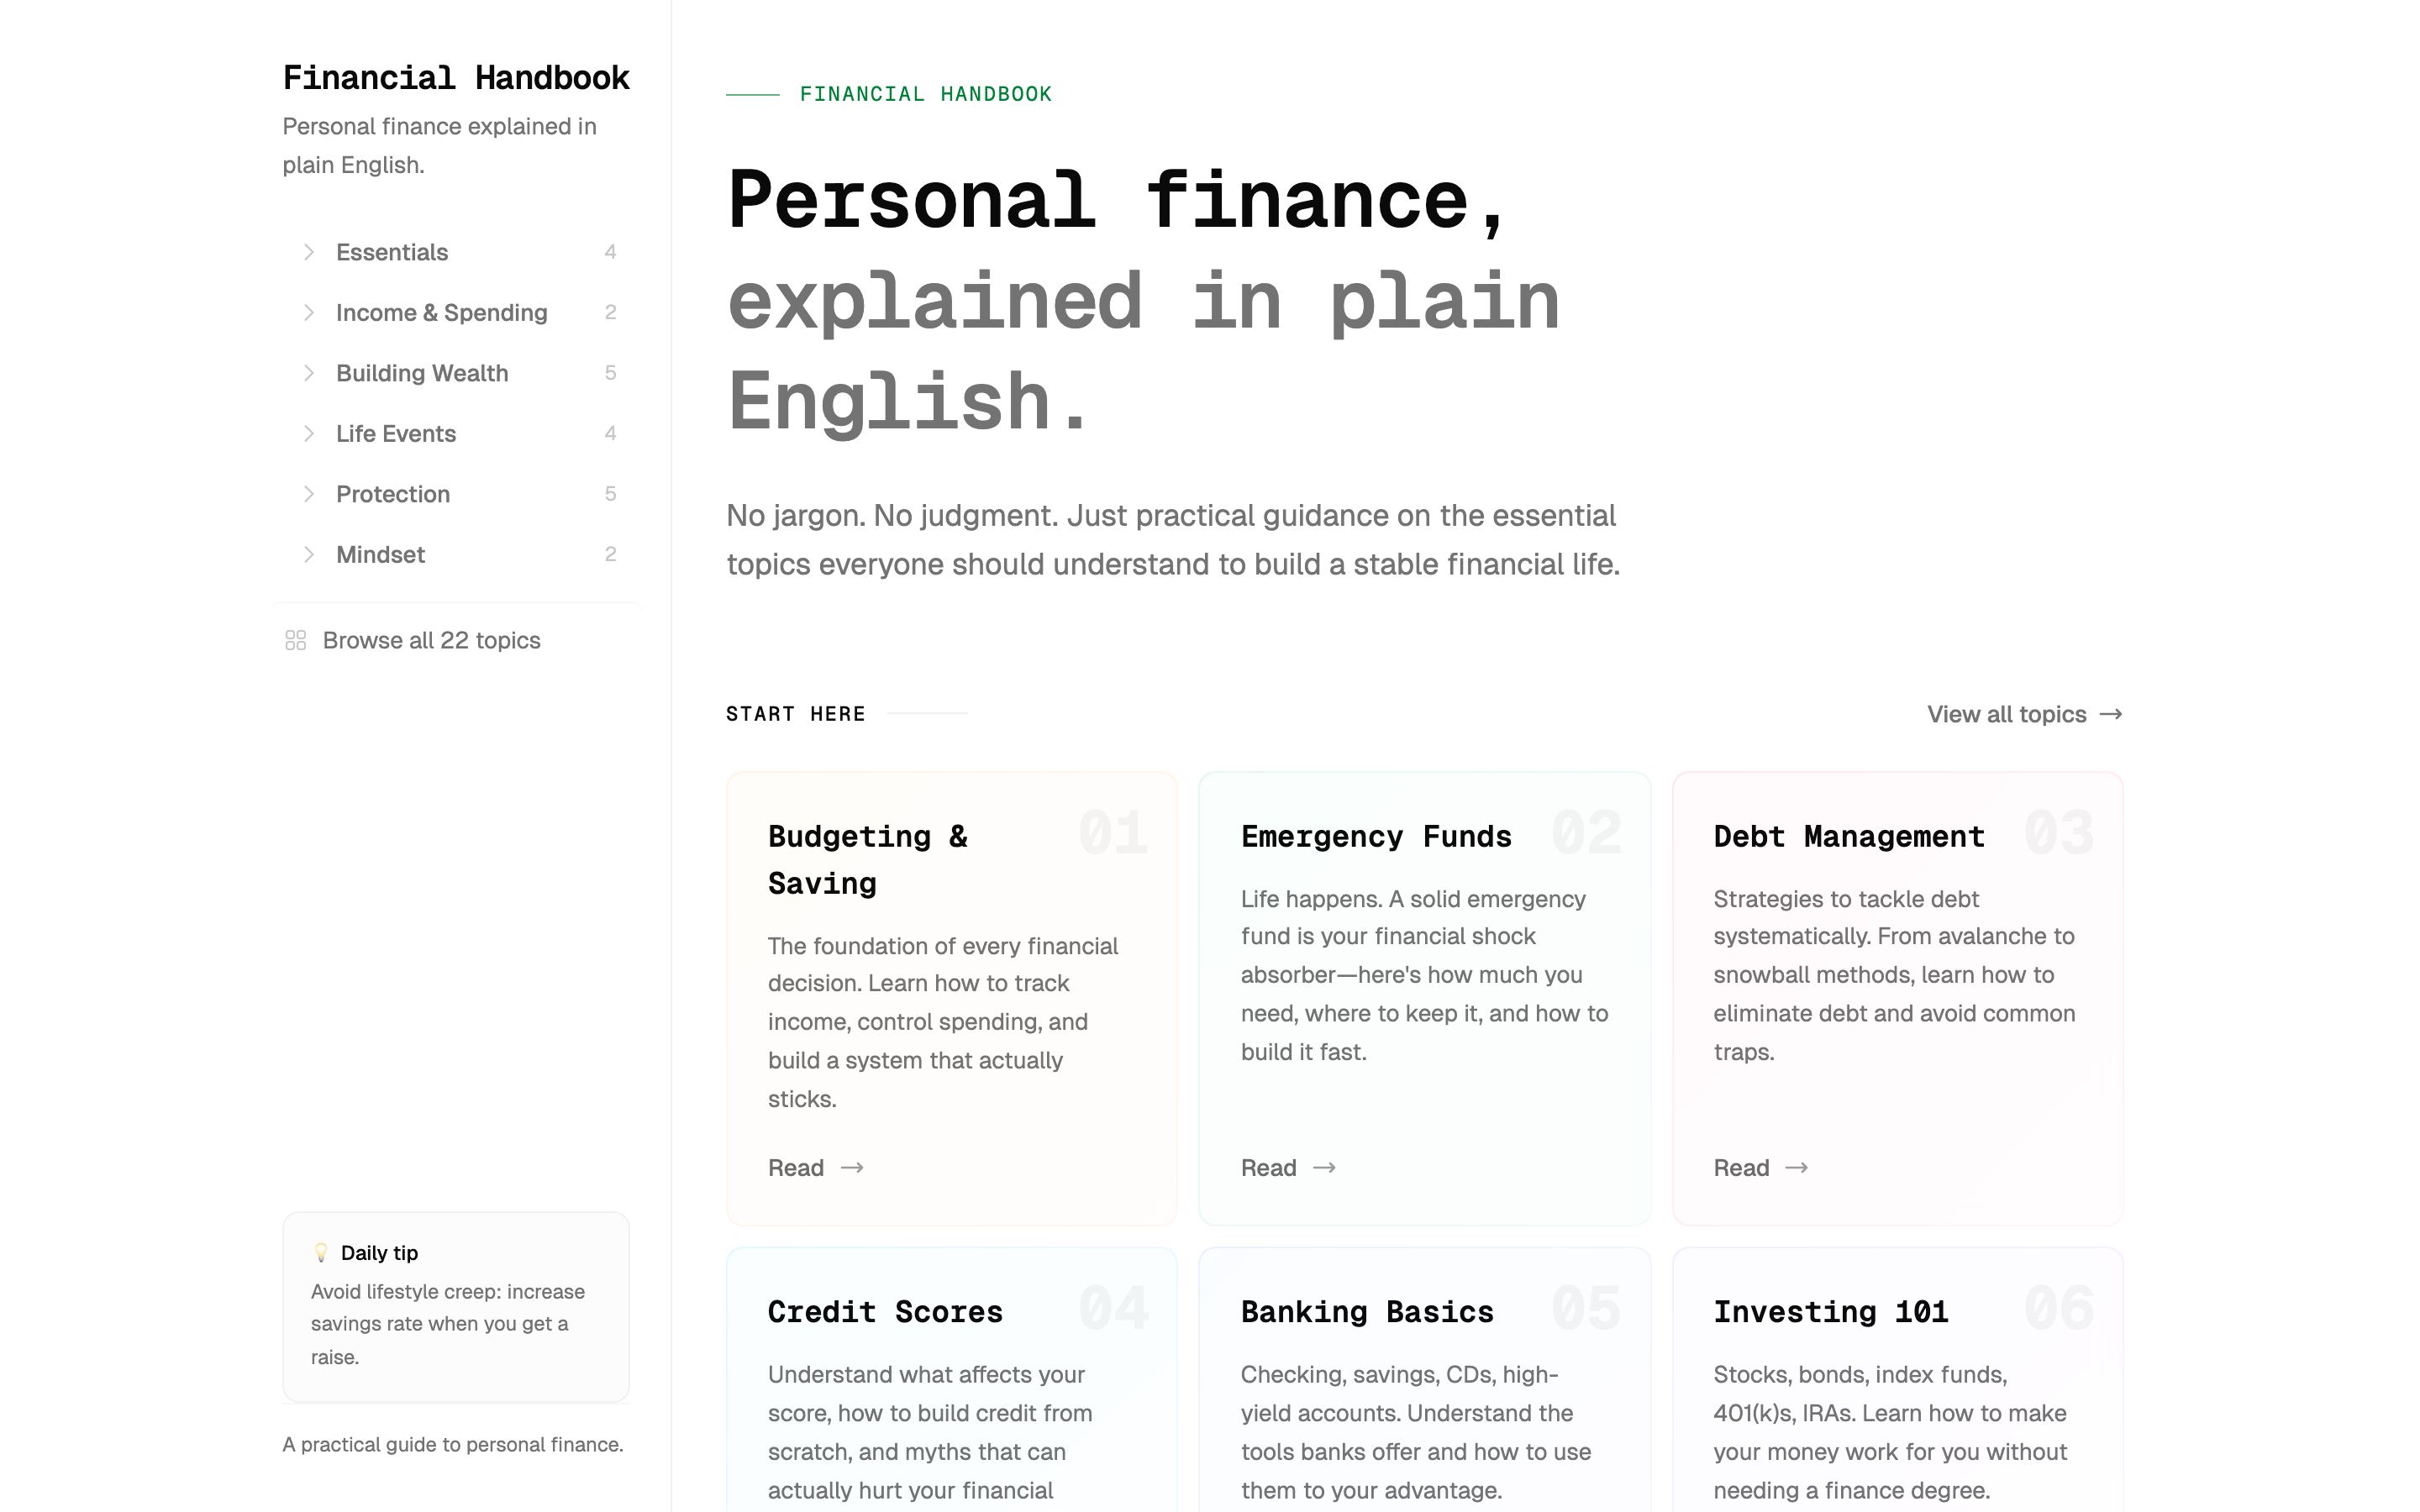 Financial Handbook
Personal finance explained in
plain English.
Essentials 4
Income & Spending 2
Building Wealth 5
Life Events 4
Protection 5
Mindset 2
Browse all 22 topics
Daily tip
Avoid lifestyle creep: increase
savings rate when you get a
raise.
A practical guide to personal finance.
FINANCIAL HANDBOOK
Personal finance,
explained in plain
English.
No jargon. No judgment. Just practical guidance on the essential
topics everyone should understand to build a stable financial life.
START HERE
View all topics →
Budgeting &
Saving
01
The foundation of every financial
decision. Learn how to track
income, control spending, and
build a system that actually
sticks.
Read →
Emergency Funds
02
Life happens. A solid emergency
fund is your financial shock
absorber—here's how much you
need, where to keep it, and how to
build it fast.
Read →
Debt Management
03
Strategies to tackle debt
systematically. From avalanche to
snowball methods, learn how to
eliminate debt and avoid common
traps.
Read →
Credit Scores
04
Understand what affects your
score, how to build credit from
scratch, and myths that can
actually hurt your financial
Banking Basics
05
Checking, savings, CDs, high-
yield accounts. Understand the
tools banks offer and how to use
them to your advantage.
Investing 101
06
Stocks, bonds, index funds,
401(k)s, IRAs. Learn how to make
your money work for you without
needing a finance degree.